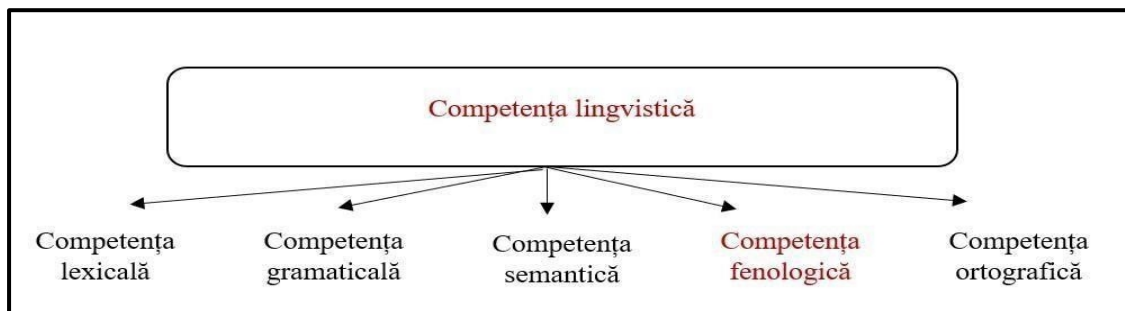 Competența lingvistică
Competența lexicală
Competența gramaticală
Competența semantică
Competența fenologică
Competența ortografică